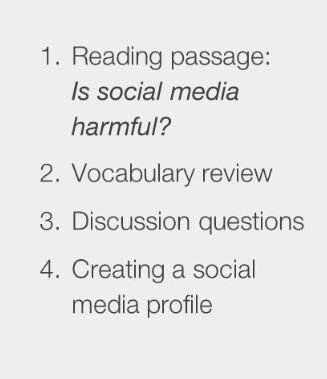 1. Reading passage:
Is social media
harmful?
2. Vocabulary review
3. Discussion questions
4. Creating a social
media profile